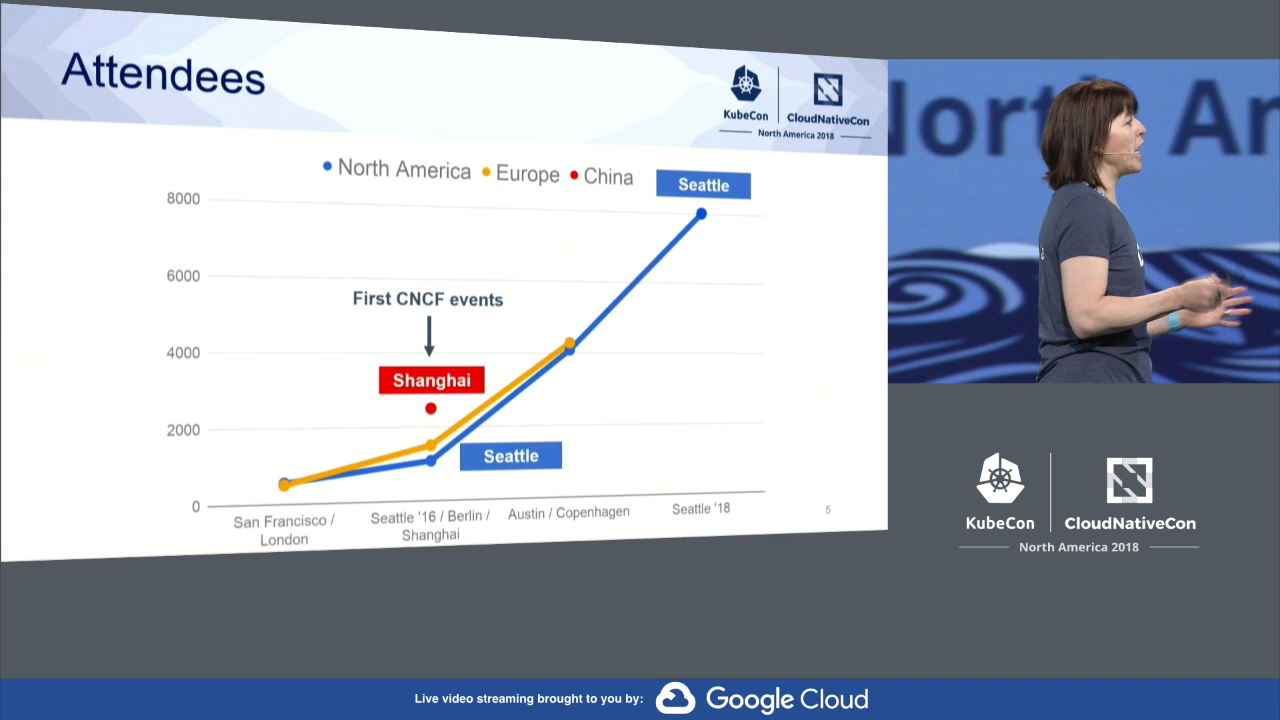 Attendees
KubeCon
CloudNativeCon
North America 2018
North America
Europe
China
Seattle
8000
6000
First CNCF events
4000
Shanghai
2000
Seattle
0
San Francisco /
London
Seattle '16 / Berlin /
Shanghai
Austin / Copenhagen
Seattle '18
5
North Am
KubeCon
CloudNativeCon
North America 2018
Live video streaming brought to you by:
Google Cloud